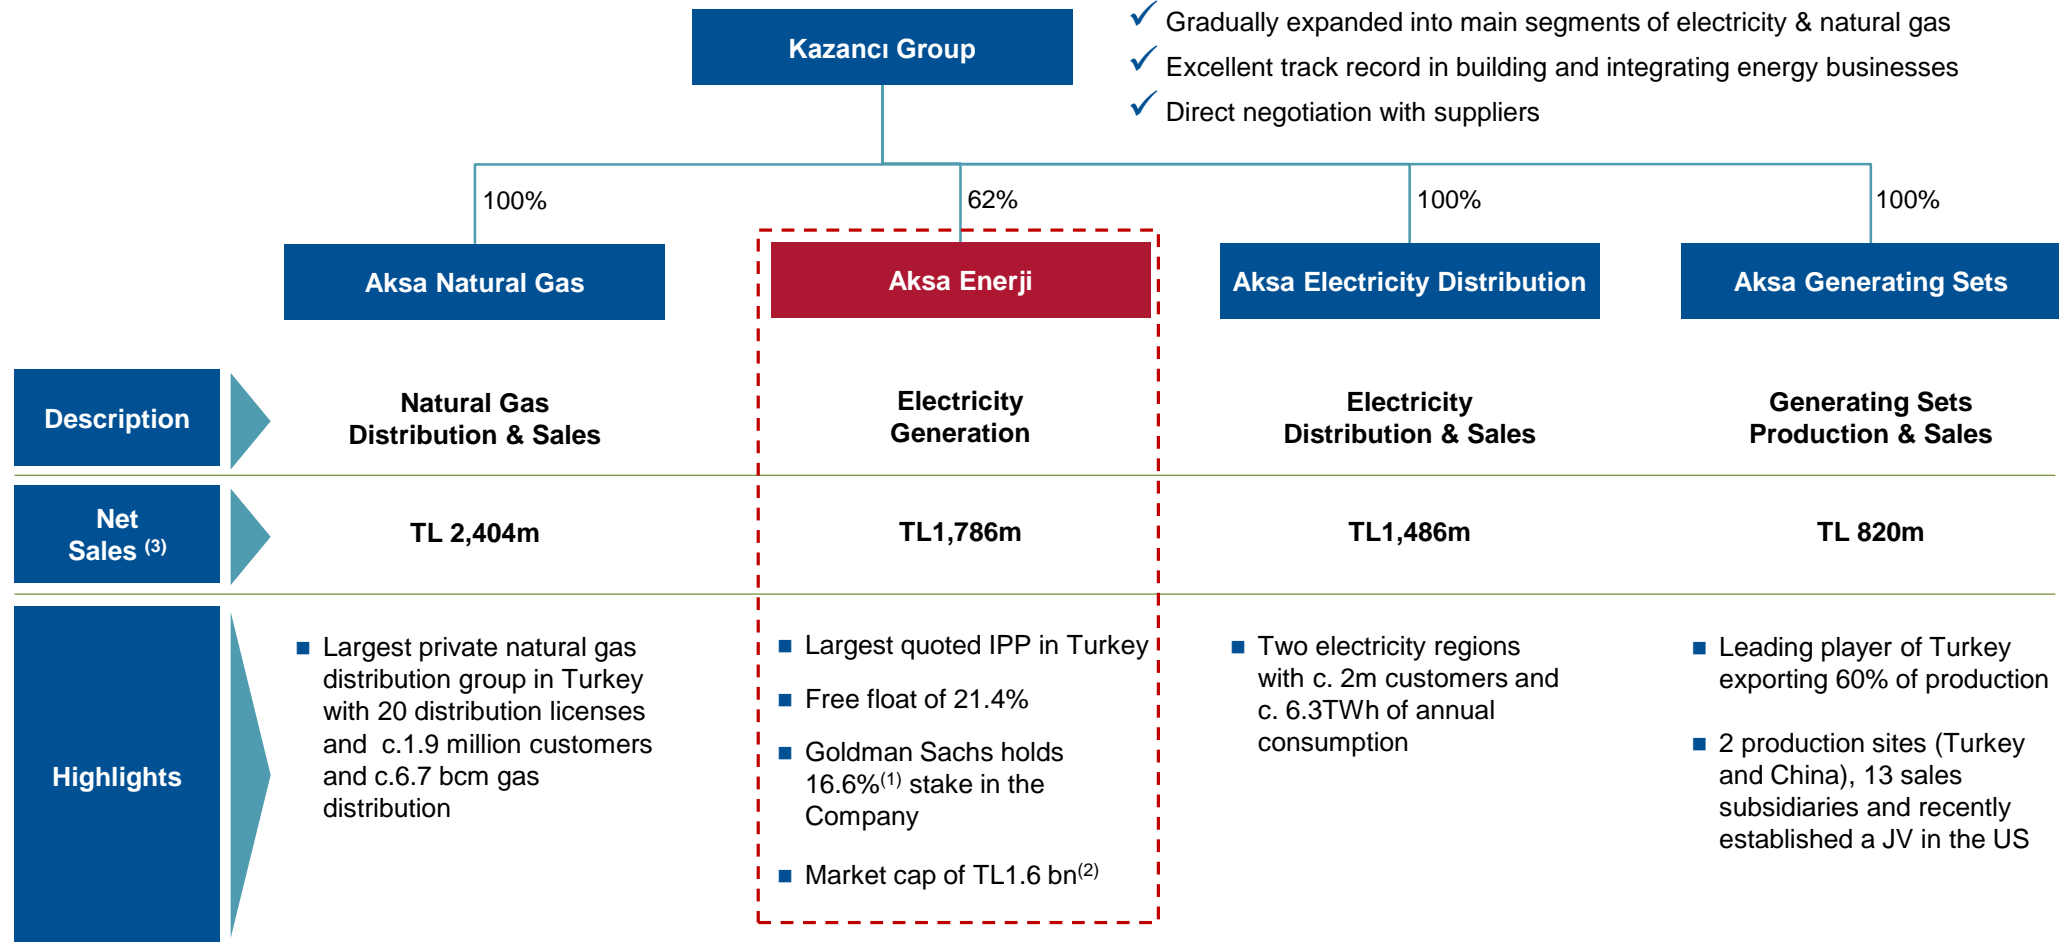 Kazancı Group
Gradually expanded into main segments of electricity & natural gas
Excellent track record in building and integrating energy businesses
Direct negotiation with suppliers
100%
62%
100%
100%
Aksa Natural Gas
Aksa Enerji
Aksa Electricity Distribution
Aksa Generating Sets
Description
Natural Gas
Distribution & Sales
Electricity
Generation
Electricity
Distribution & Sales
Generating Sets
Production & Sales
Net
Sales (3)
TL 2,404m
TL1,786m
TL1,486m
TL 820m
Highlights
Largest private natural gas
distribution group in Turkey
with 20 distribution licenses
and c.1.9 million customers
and c.6.7 bcm gas
distribution
Largest quoted IPP in Turkey
Free float of 21.4%
Goldman Sachs holds
16.6%(1) stake in the
Company
Market cap of TL1.6 bn(2)
Two electricity regions
with c. 2m customers and
c. 6.3TWh of annual
consumption
Leading player of Turkey
exporting 60% of production
2 production sites (Turkey
and China), 13 sales
subsidiaries and recently
established a JV in the US